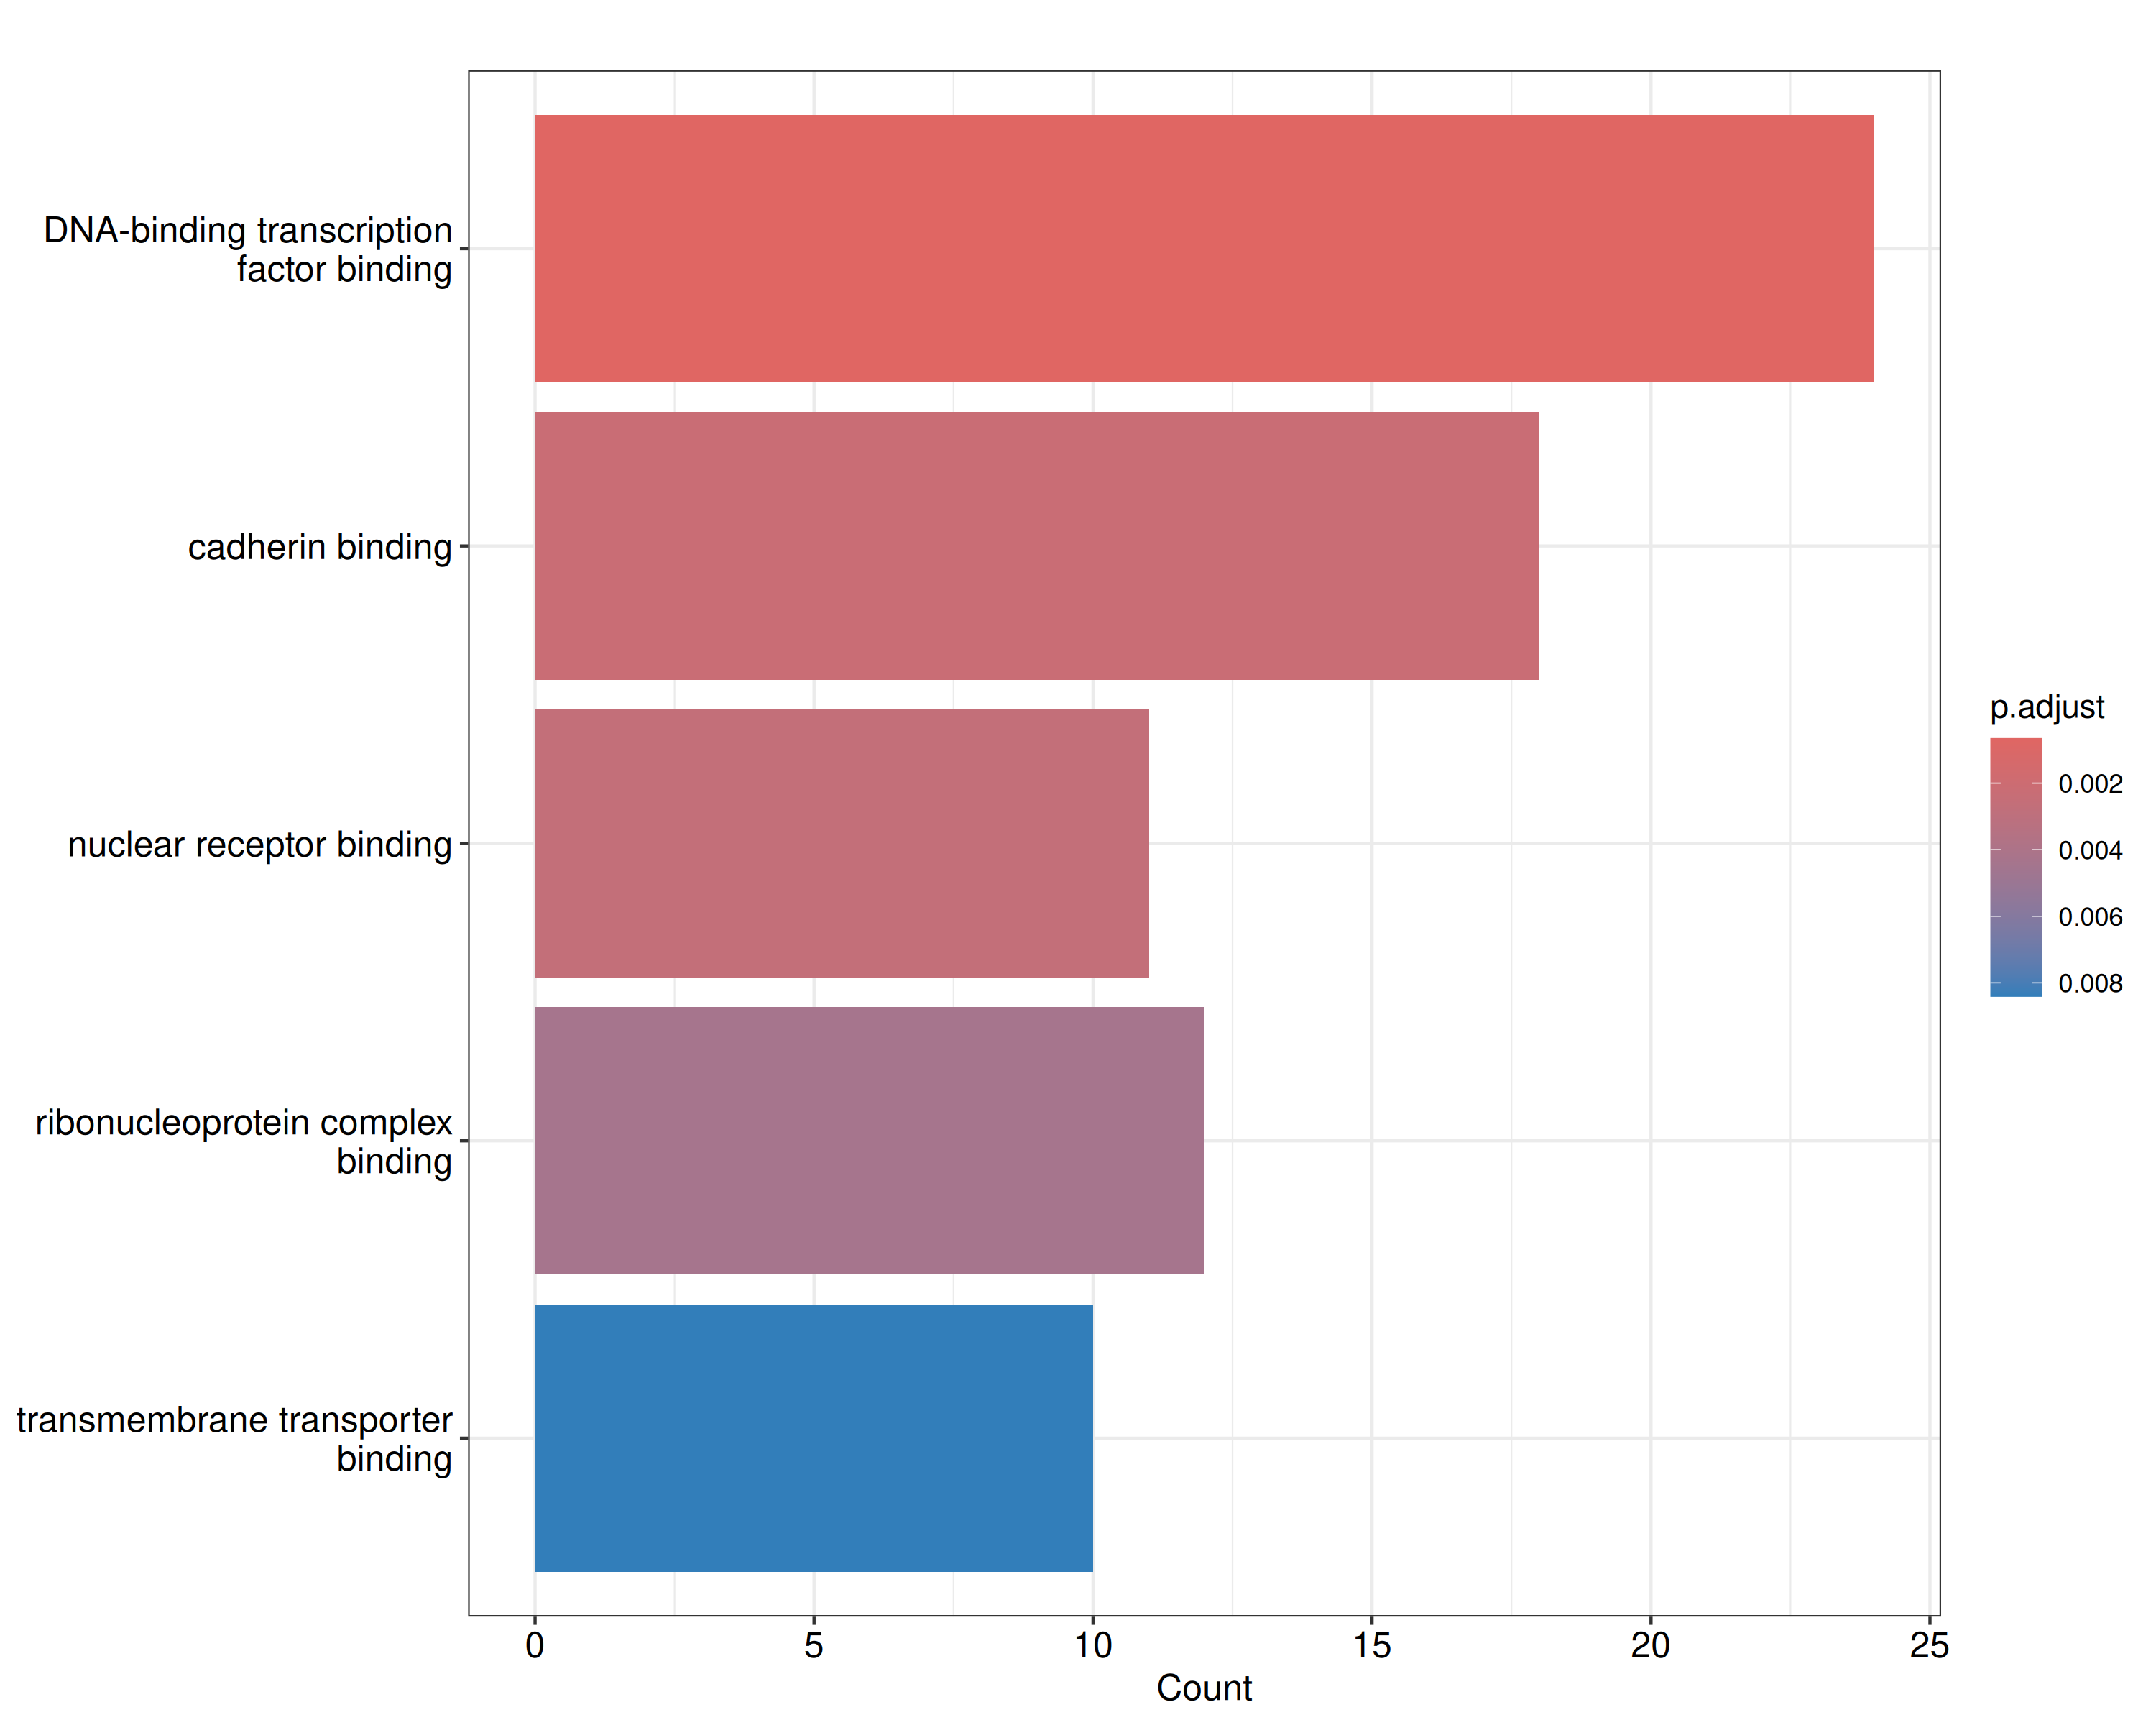 DNA-binding transcription
factor binding
cadherin binding
nuclear receptor binding
ribonucleoprotein complex
binding
transmembrane transporter
binding
0 5 10 15 20 25
Count
p.adjust
0.002
0.004
0.006
0.008